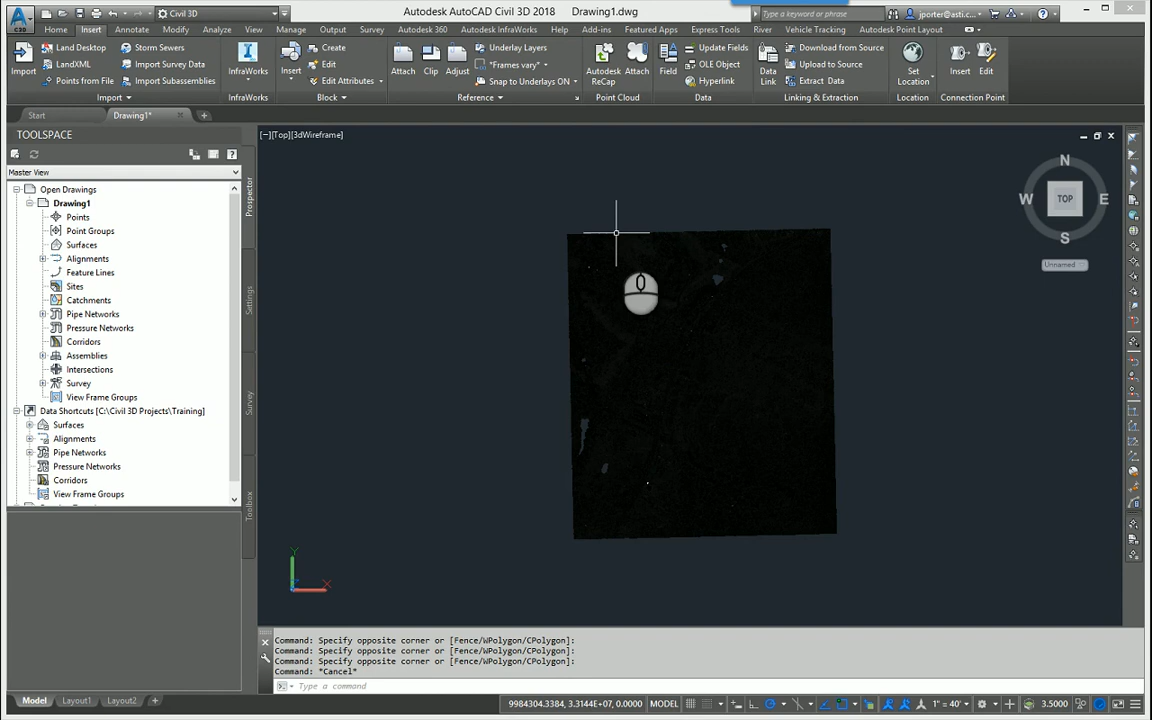 Civil 3D
Autodesk AutoCAD Civil 3D 2018 Drawing1.dwg
Type a keyword or phrase
jporter@asti.c...
C3D
Home Insert Annotate Modify Analyze View Manage Output Survey Autodesk 360 Autodesk InfraWorks Help Add-ins Featured Apps Express Tools River Vehicle Tracking Autodesk Point Layout
Import
Land Desktop
LandXML
Points from File
Storm Sewers
Import Survey Data
Import Subassemblies
Import
InfraWorks
InfraWorks
Insert
Create
Edit
Edit Attributes
Block
Attach
Clip
Adjust
Underlay Layers
*Frames vary*
Snap to Underlays ON
Reference
Autodesk
ReCap
Attach
Point Cloud
Field
Update Fields
OLE Object
Hyperlink
Data
Data
Link
Download from Source
Upload to Source
Extract Data
Linking & Extraction
Set
Location
Location
Insert
Edit
Connection Point
Start
Drawing1*
TOOLSPACE
Master View
Open Drawings
Drawing1
Points
Point Groups
Surfaces
Alignments
Feature Lines
Sites
Catchments
Pipe Networks
Pressure Networks
Corridors
Assemblies
Intersections
Survey
View Frame Groups
Data Shortcuts [C:\Civil 3D Projects\Training]
Surfaces
Alignments
Pipe Networks
Pressure Networks
Corridors
View Frame Groups
Prospector
Settings
Survey
Toolbox
[−][Top][3dWireframe]
N
W
TOP
E
S
Unnamed
Y
X
Command: Specify opposite corner or [Fence/WPolygon/CPolygon]:
Command: Specify opposite corner or [Fence/WPolygon/CPolygon]:
Command: Specify opposite corner or [Fence/WPolygon/CPolygon]:
Command: *Cancel*
Type a command
Model Layout1 Layout2 +
9984304.3384, 3.3144E+07, 0.0000 MODEL
1" = 40'
3.5000